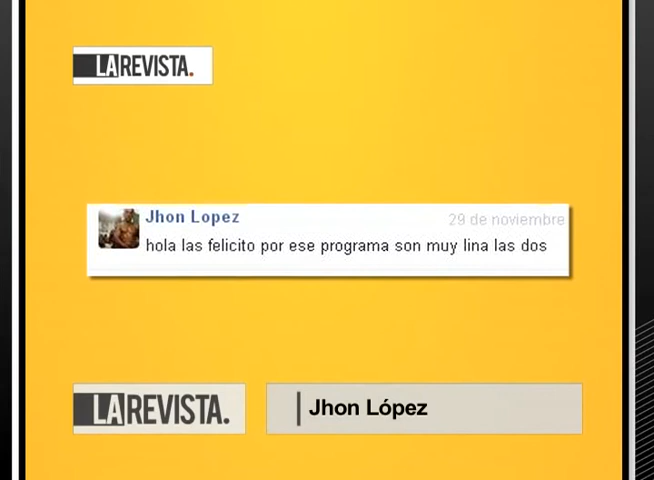 LAREVISTA.
Jhon Lopez
29 de noviembre
hola las felicito por ese programa son muy lina las dos
LAREVISTA.
Jhon López